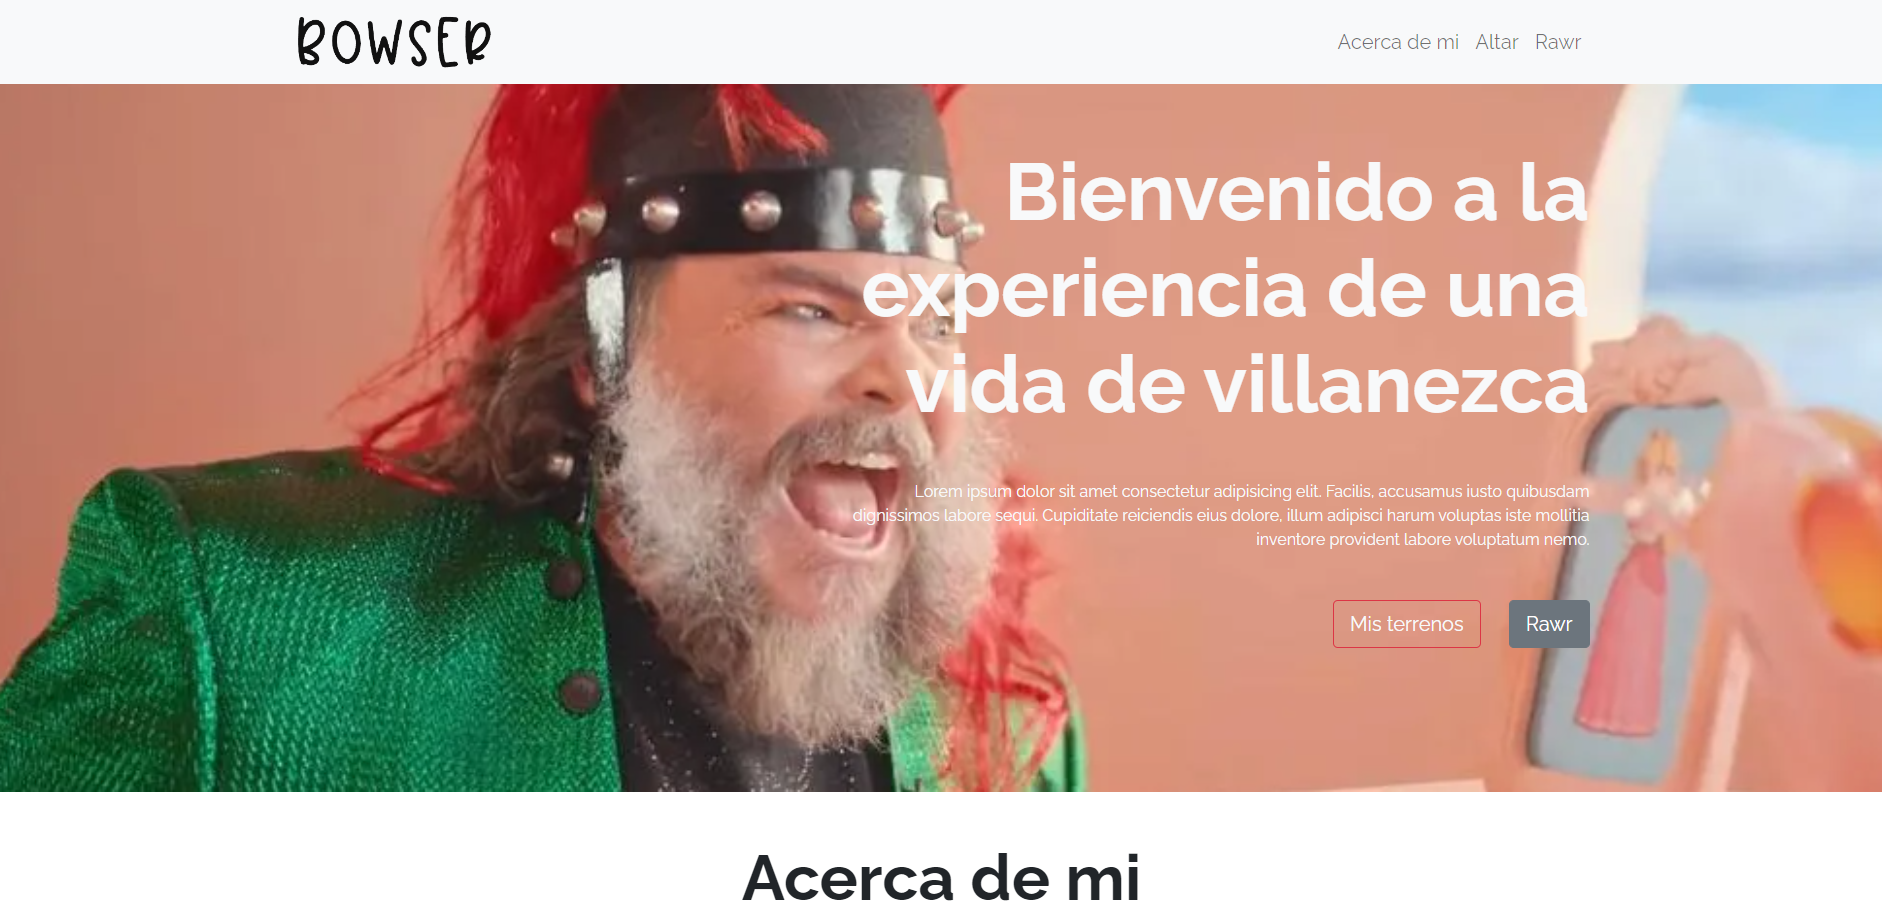 BOWSER
Acerca de mi
Altar
Rawr
Bienvenido a la
experiencia de una
vida de villanezca
Lorem ipsum dolor sit amet consectetur adipisicing elit. Facilis, accusamus iusto quibusdam
dignissimos labore sequi. Cupiditate reiciendis eius dolore, illum adipisci harum voluptas iste mollitia
inventore provident labore voluptatum nemo.
Mis terrenos
Rawr
Acerca de mi